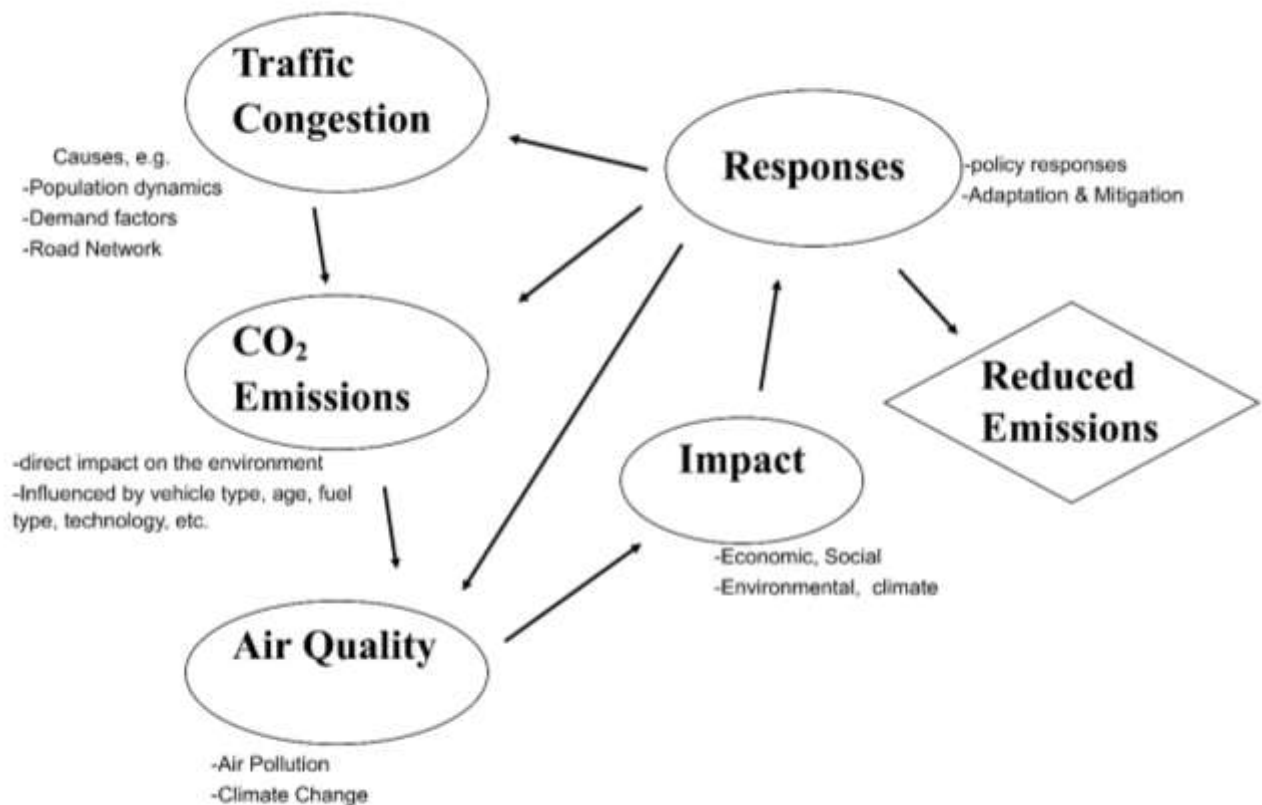 Traffic
Congestion
Causes, e.g.
-Population dynamics
-Demand factors
-Road Network
Responses
-policy responses
-Adaptation & Mitigation
CO₂
Emissions
-direct impact on the environment
-Influenced by vehicle type, age, fuel
type, technology, etc.
Reduced
Emissions
Impact
-Economic, Social
-Environmental, climate
Air Quality
-Air Pollution
-Climate Change